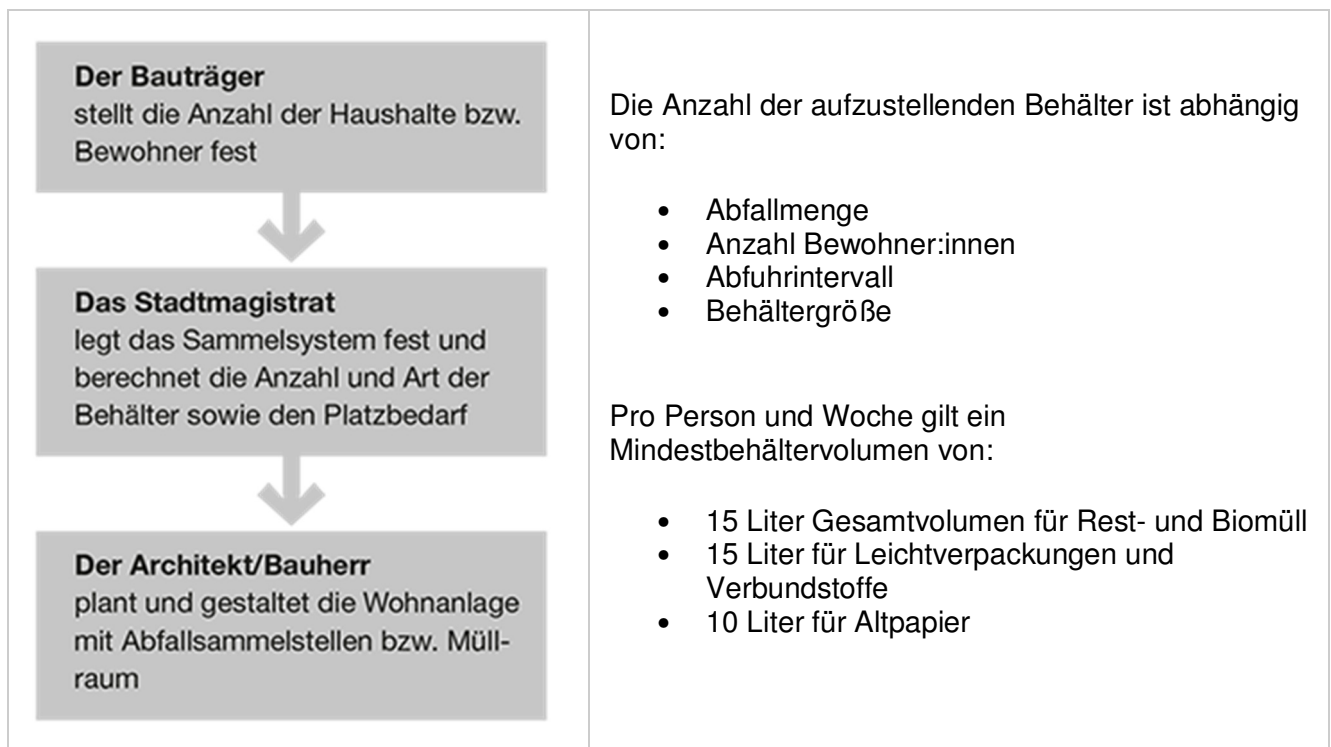 Der Bauträger
stellt die Anzahl der Haushalte bzw.
Bewohner fest
Das Stadtmagistrat
legt das Sammelsystem fest und
berechnet die Anzahl und Art der
Behälter sowie den Platzbedarf
Der Architekt/Bauherr
plant und gestaltet die Wohnanlage
mit Abfallsammelstellen bzw. Müll-
raum
Die Anzahl der aufzustellenden Behälter ist abhängig
von:
• Abfallmenge
• Anzahl Bewohner:innen
• Abfuhrintervall
• Behältergröße
Pro Person und Woche gilt ein
Mindestbehältervolumen von:
• 15 Liter Gesamtvolumen für Rest- und Biomüll
• 15 Liter für Leichtverpackungen und
Verbundstoffe
• 10 Liter für Altpapier